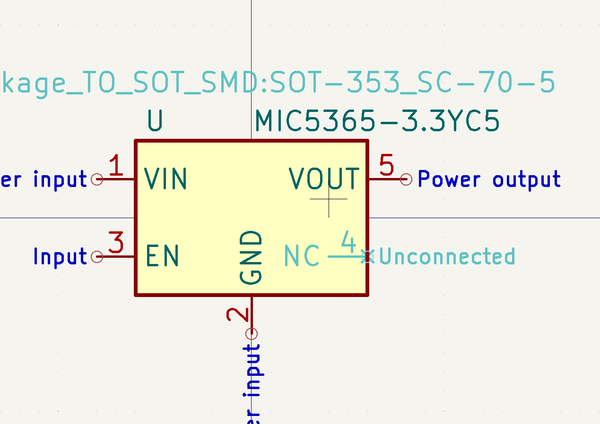 kage_TO_SOT_SMD:SOT-353_SC-70-5
U MIC5365-3.3YC5
er input 1 VIN VOUT 5 Power output
Input 3 EN GND NC 4 Unconnected
2
er input